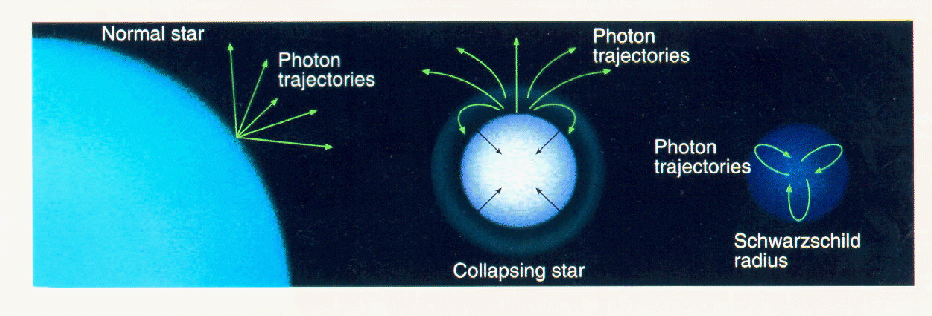 Normal star
Photon
trajectories
Photon
trajectories
Collapsing star
Photon
trajectories
Schwarzschild
radius